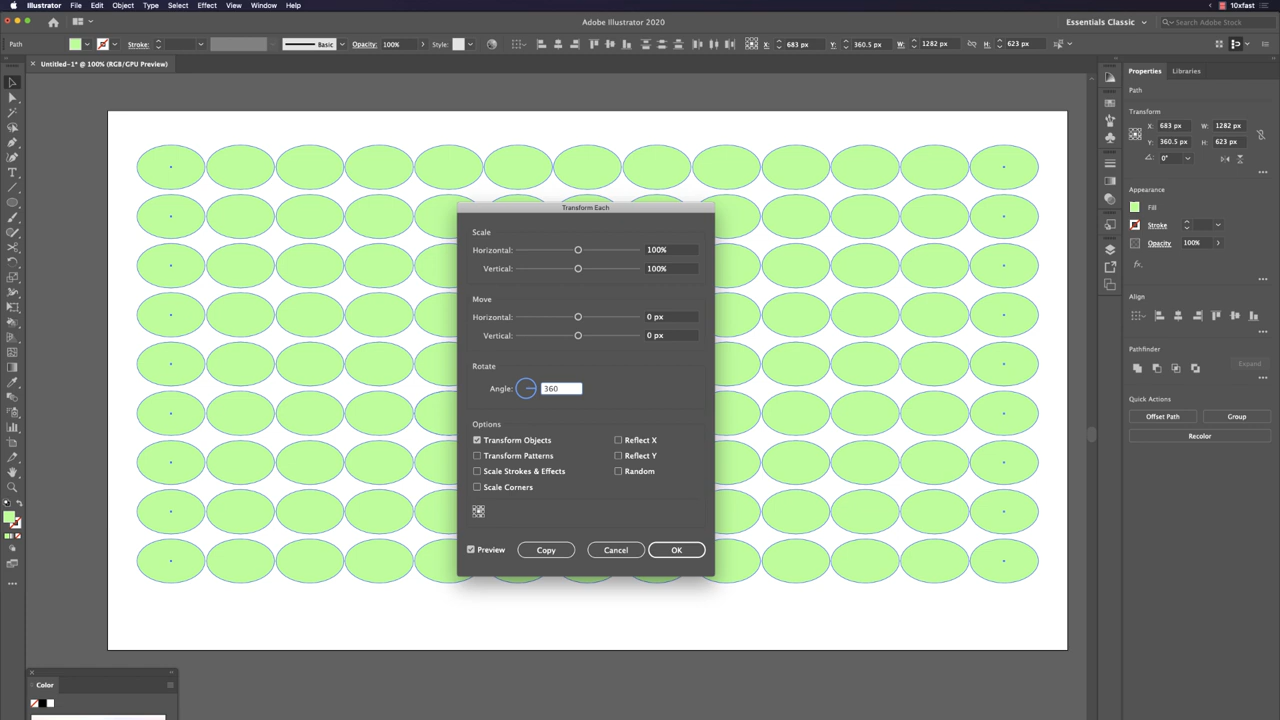 Illustrator File Edit Object Type Select Effect View Window Help 10xfast
Adobe Illustrator 2020 Essentials Classic Search Adobe Stock
Path Stroke: Basic Opacity: 100% Style: X: 683 px Y: 360.5 px W: 1282 px H: 623 px
Untitled-1* @ 100% (RGB/GPU Preview)
Properties Libraries
Path
Transform
X: 683 px W: 1282 px
Y: 360.5 px H: 623 px
0°
Appearance
Fill
Stroke
Opacity 100%
fx.
Align
Pathfinder
Expand
Quick Actions
Offset Path Group
Recolor
Transform Each
Scale
Horizontal: 100%
Vertical: 100%
Move
Horizontal: 0 px
Vertical: 0 px
Rotate
Angle: 360
Options
Transform Objects Reflect X
Transform Patterns Reflect Y
Scale Strokes & Effects Random
Scale Corners
Preview Copy Cancel OK
Color